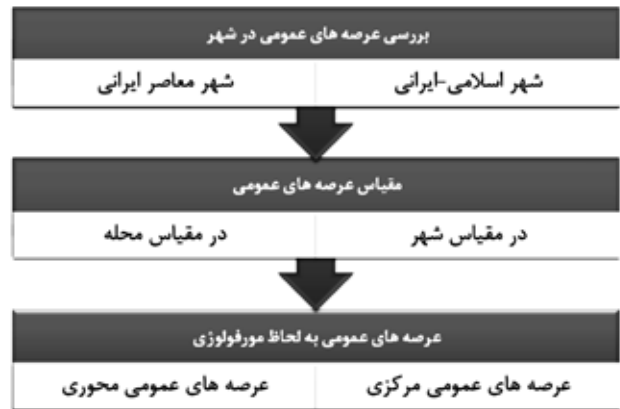 بررسی عرصه های عمومی در شهر
شهر اسلامی-ایرانی
شهر معاصر ایرانی
مقیاس عرصه های عمومی
در مقیاس شهر
در مقیاس محله
عرصه های عمومی به لحاظ مورفولوژی
عرصه های عمومی مرکزی
عرصه های عمومی محوری